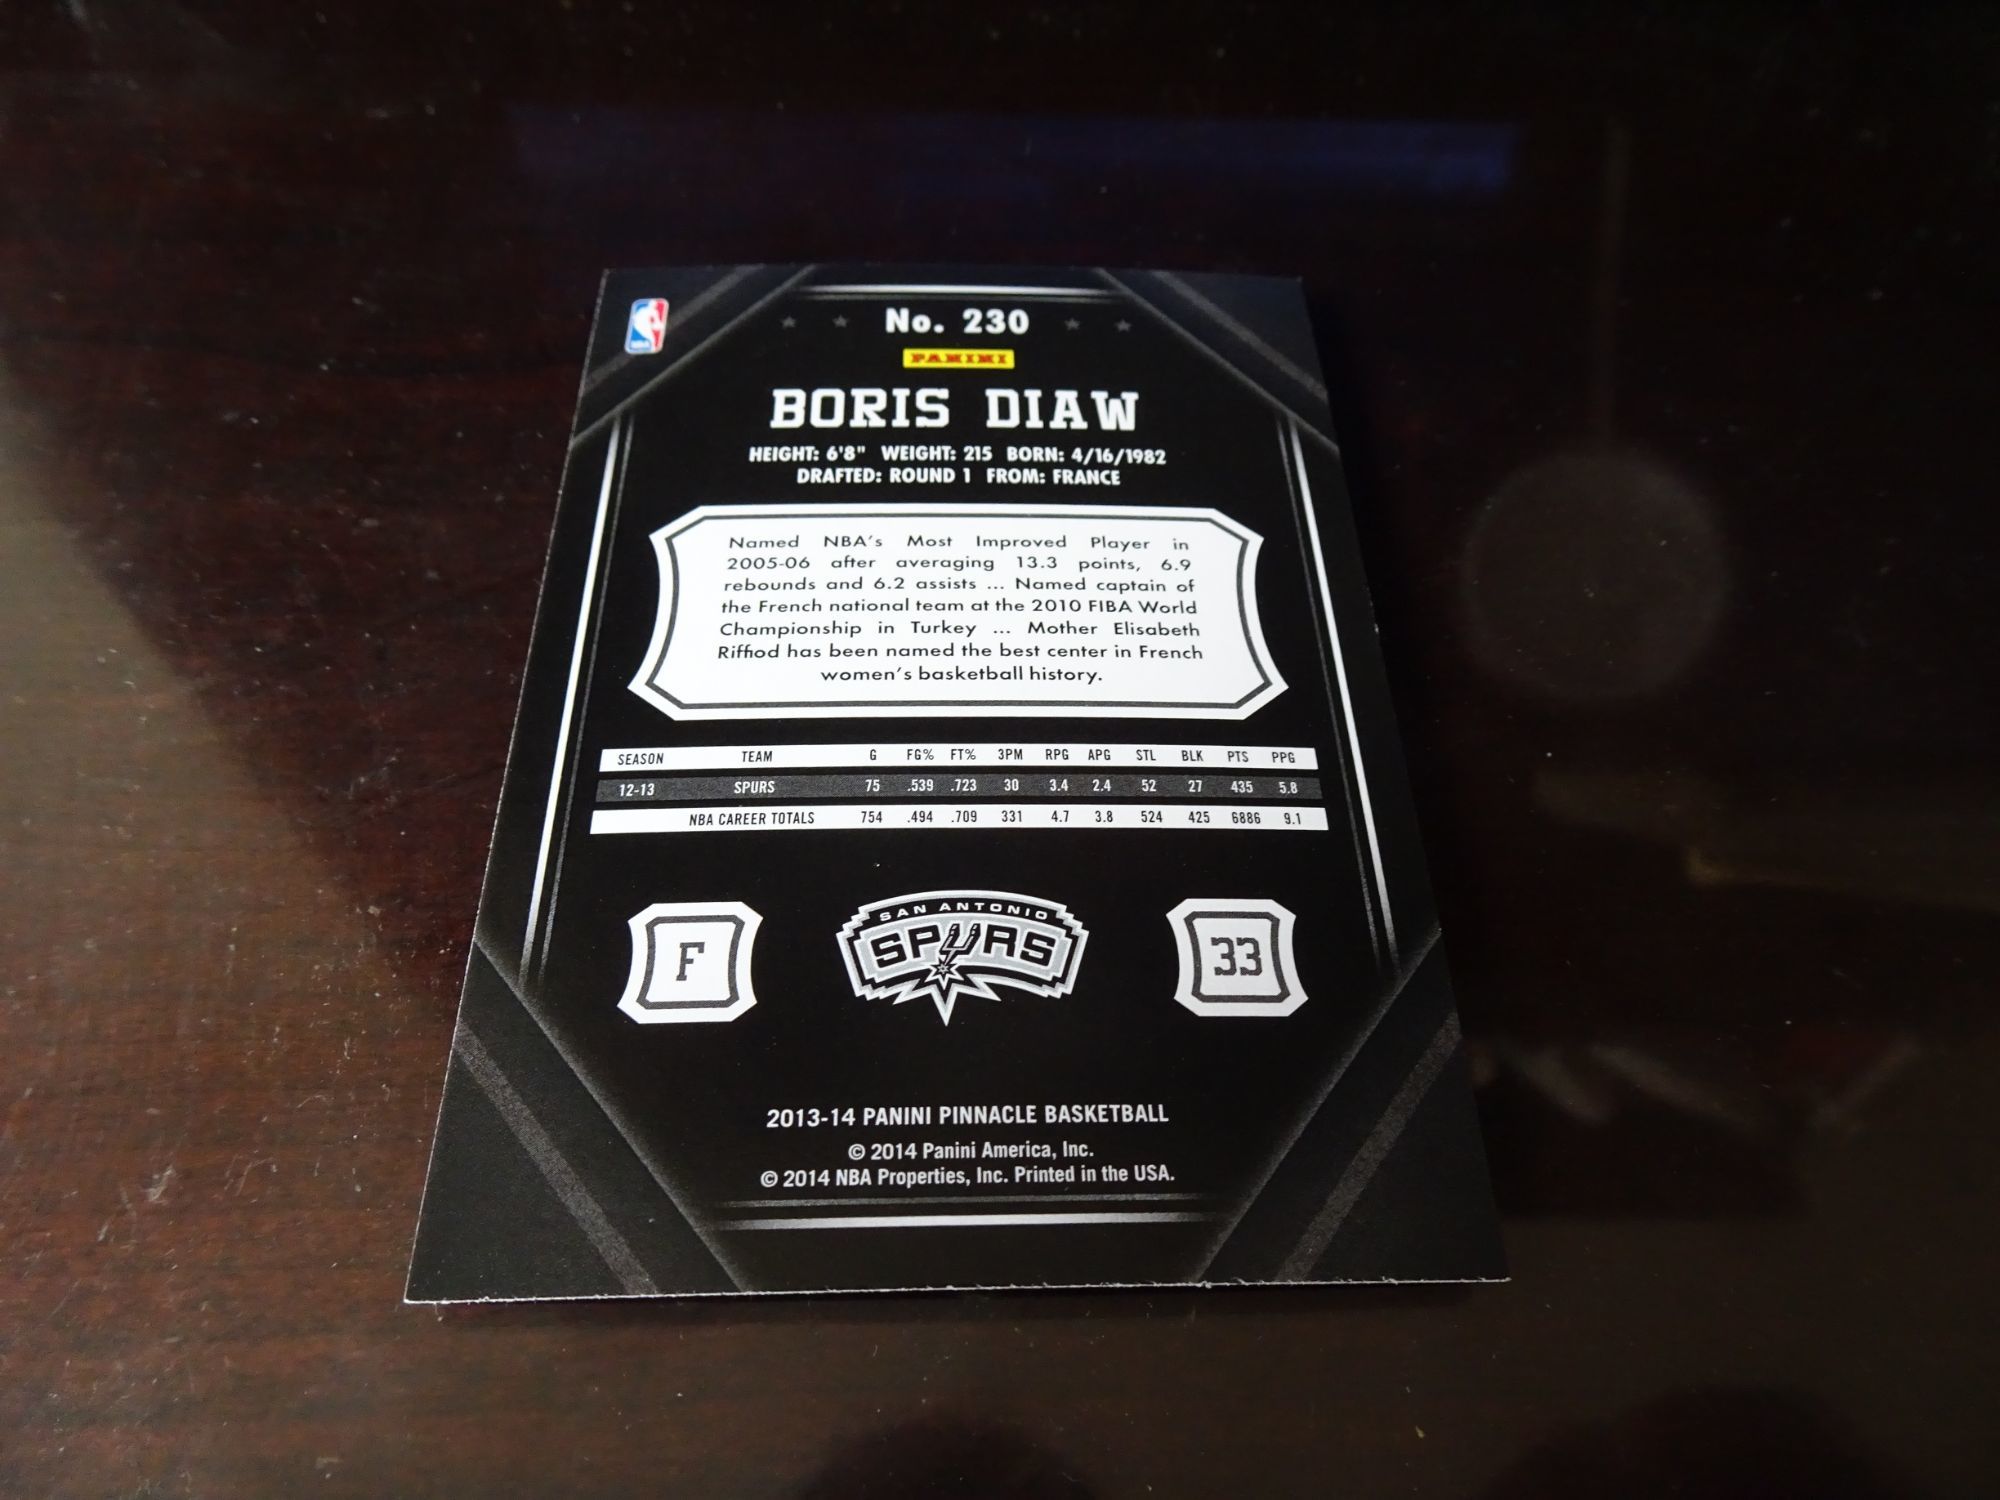 No. 230
PANINI
NBA
BORIS DIAW
HEIGHT: 6'8" WEIGHT: 215 BORN: 4/16/1982
DRAFTED: ROUND 1 FROM: FRANCE
Named NBA's Most Improved Player in
2005-06 after averaging 13.3 points, 6.9
rebounds and 6.2 assists ... Named captain of
the French national team at the 2010 FIBA World
Championship in Turkey ... Mother Elisabeth
Riffiod has been named the best center in French
women's basketball history.
SEASON TEAM G FG% FT% 3PM RPG APG STL BLK PTS PPG
12-13 SPURS 75 .539 .723 30 3.4 2.4 52 27 435 5.8
NBA CAREER TOTALS 754 .494 .709 331 4.7 3.8 524 425 6886 9.1
F
SAN ANTONIO
SPURS
33
2013-14 PANINI PINNACLE BASKETBALL
© 2014 Panini America, Inc.
© 2014 NBA Properties, Inc. Printed in the USA.